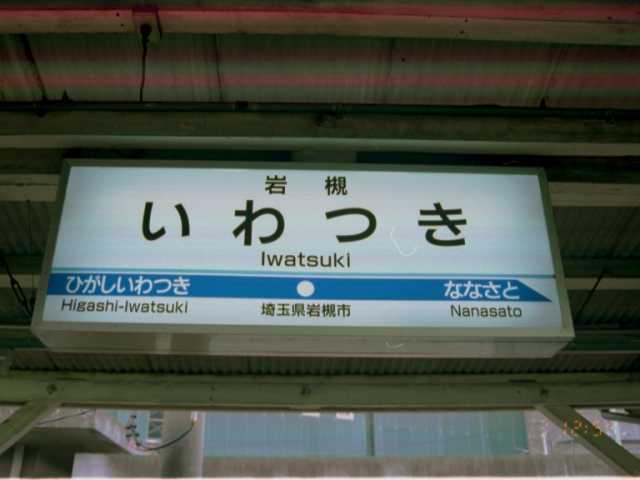 岩槻
いわつき
Iwatsuki
ひがしいわつき ななさと
Higashi-Iwatsuki 埼玉県岩槻市 Nanasato